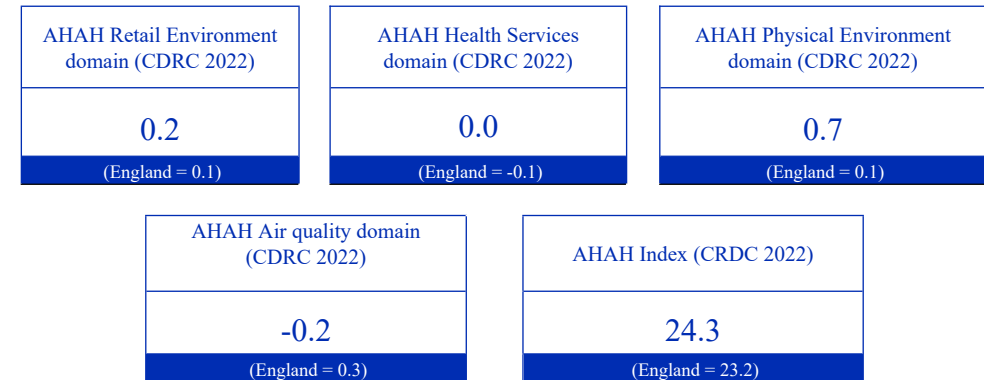 AHAH Retail Environment
domain (CDRC 2022)
0.2
(England = 0.1)
AHAH Health Services
domain (CDRC 2022)
0.0
(England = -0.1)
AHAH Physical Environment
domain (CDRC 2022)
0.7
(England = 0.1)
AHAH Air quality domain
(CDRC 2022)
-0.2
(England = 0.3)
AHAH Index (CRDC 2022)
24.3
(England = 23.2)